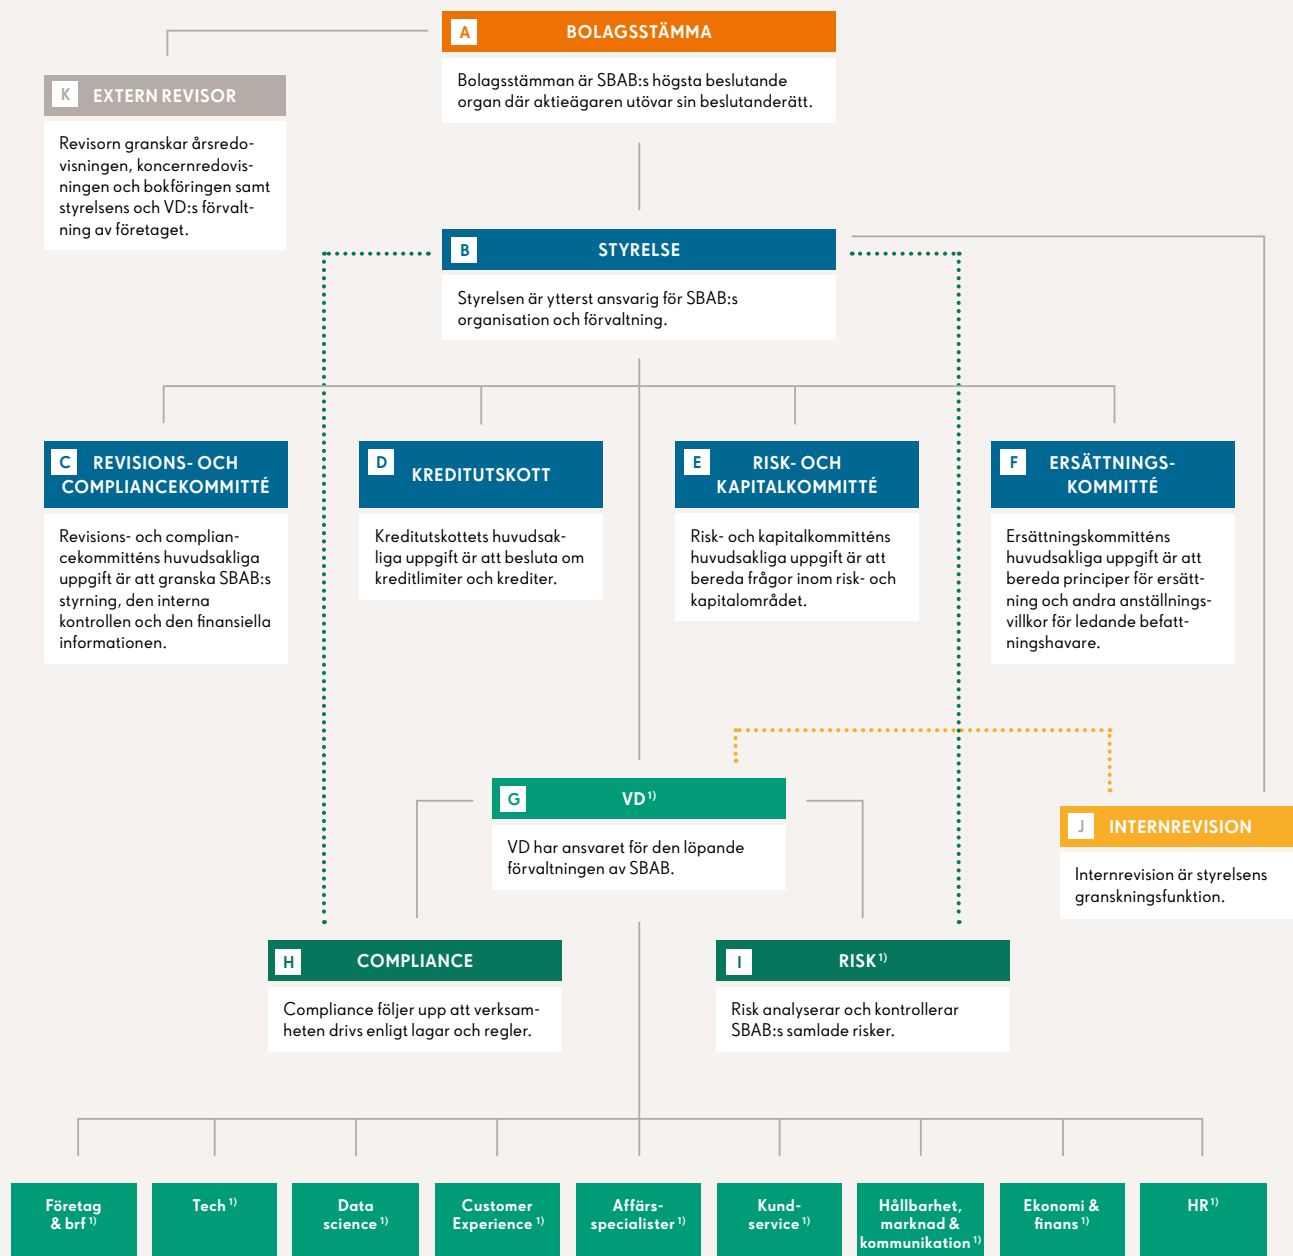 A BOLAGSSTÄMMA
Bolagsstämman är SBAB:s högsta beslutande
organ där aktieägaren utövar sin beslutanderätt.
K EXTERN REVISOR
Revisorn granskar årsredo-
visningen, koncernredovis-
ningen och bokföringen samt
styrelsens och VD:s förvalt-
ning av företaget.
B STYRELSE
Styrelsen är ytterst ansvarig för SBAB:s
organisation och förvaltning.
C REVISIONS- OCH
COMPLIANCEKOMMITTÉ
Revisions- och complian-
cekommitténs huvudsakliga
uppgift är att granska SBAB:s
styrning, den interna
kontrollen och den finansiella
informationen.
D KREDITUTSKOTT
Kreditutskottets huvudsak-
liga uppgift är att besluta om
kreditlimiter och krediter.
E RISK- OCH
KAPITALKOMMITTÉ
Risk- och kapitalkommitténs
huvudsakliga uppgift är att
bereda frågor inom risk- och
kapitalområdet.
F ERSÄTTNINGS-
KOMMITTÉ
Ersättningskommitténs
huvudsakliga uppgift är att
bereda principer för ersätt-
ning och andra anställnings-
villkor för ledande befatt-
ningshavare.
G VD 1)
VD har ansvaret för den löpande
förvaltningen av SBAB.
J INTERNREVISION
Internrevision är styrelsens
granskningsfunktion.
H COMPLIANCE
Compliance följer upp att verksam-
heten drivs enligt lagar och regler.
I RISK 1)
Risk analyserar och kontrollerar
SBAB:s samlade risker.
Företag
& brf 1)
Tech 1)
Data
science 1)
Customer
Experience 1)
Affärs-
specialister 1)
Kund-
service 1)
Hållbarhet,
marknad &
kommunikation 1)
Ekonomi &
finans 1)
HR 1)